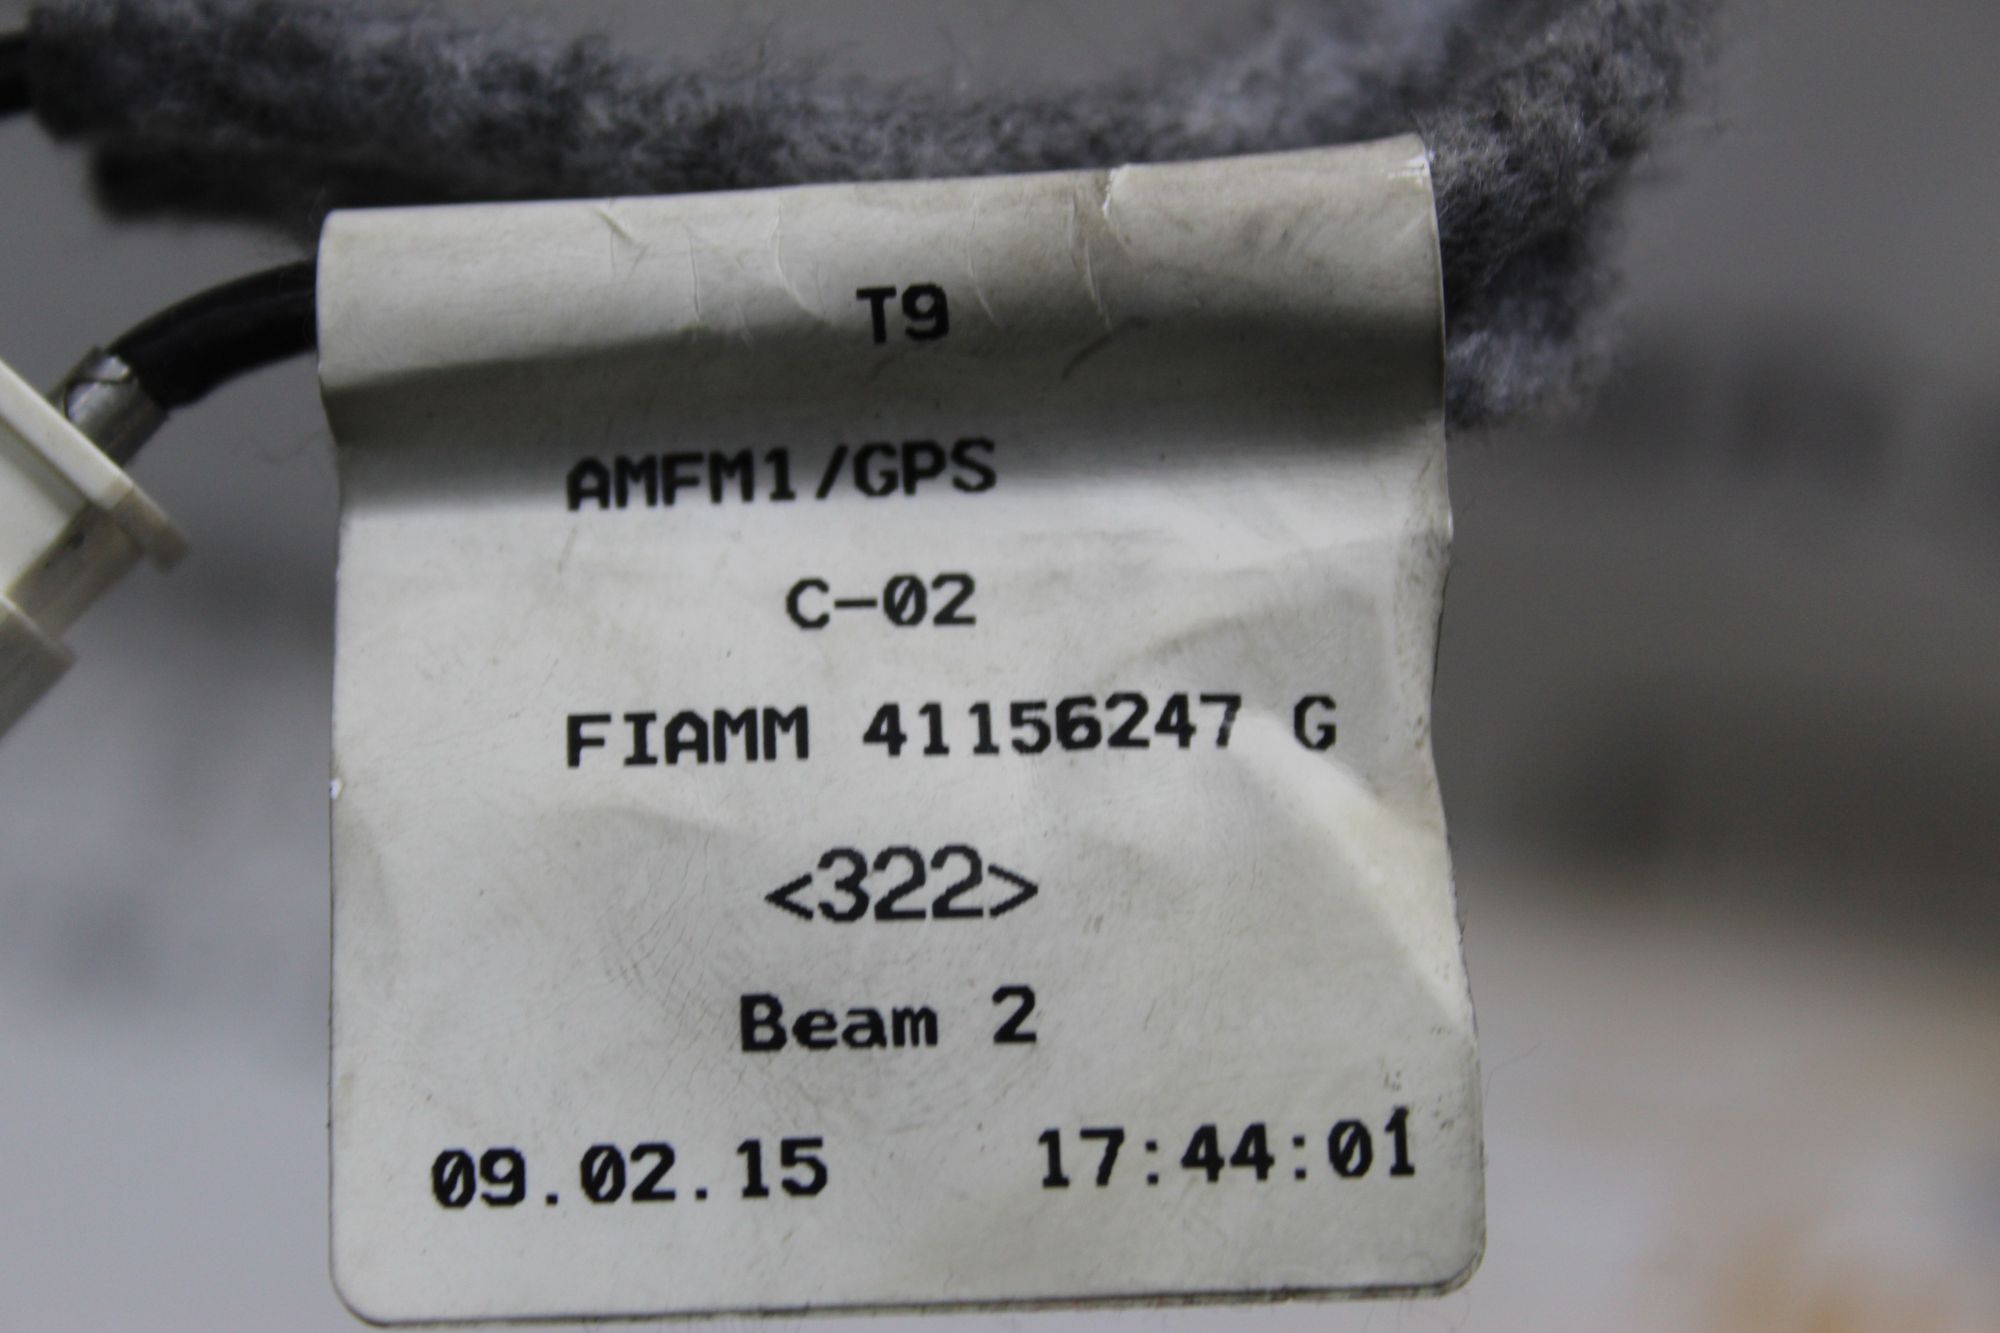 T9
AMFM1/GPS
C-02
FIAMM 41156247 G
<322>
Beam 2
09.02.15 17:44:01